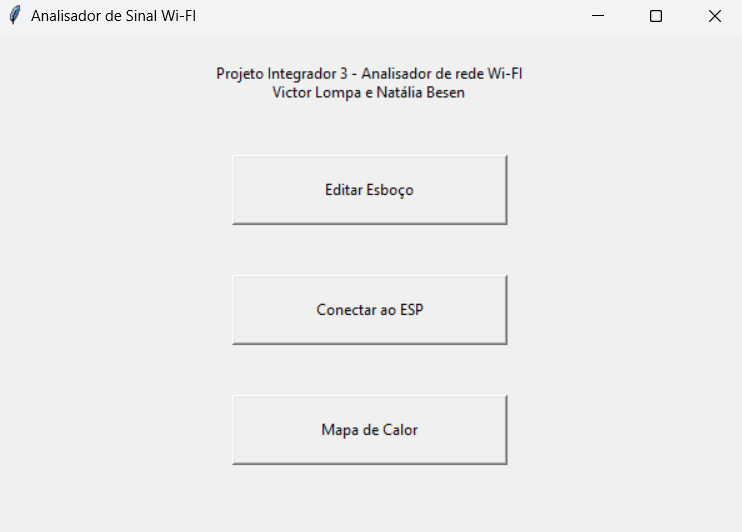 Analisador de Sinal Wi-FI
Projeto Integrador 3 - Analisador de rede Wi-FI
Victor Lompa e Natália Besen
Editar Esboço
Conectar ao ESP
Mapa de Calor